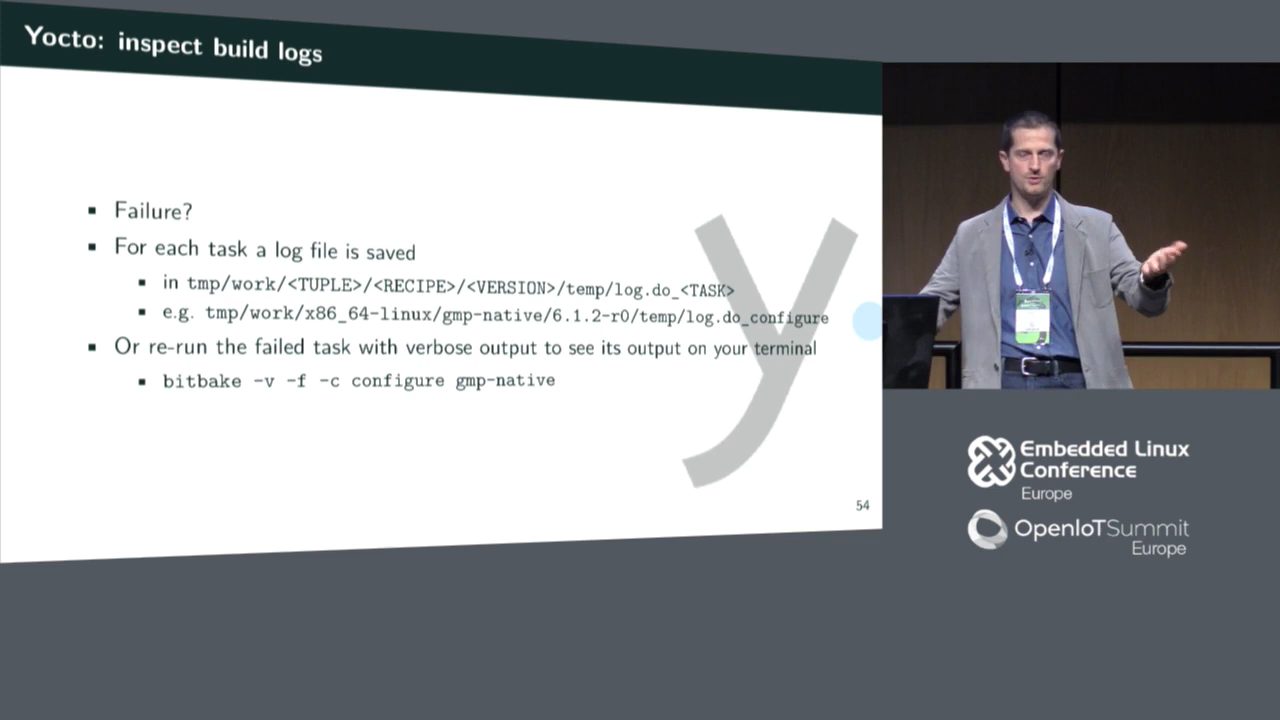 Yocto: inspect build logs
Failure?
For each task a log file is saved
in tmp/work/<TUPLE>/<RECIPE>/<VERSION>/temp/log.do_<TASK>
e.g. tmp/work/x86_64-linux/gmp-native/6.1.2-r0/temp/log.do_configure
Or re-run the failed task with verbose output to see its output on your terminal
bitbake -v -f -c configure gmp-native
y.
54
Embedded Linux
Conference
Europe
OpenIoTSummit
Europe